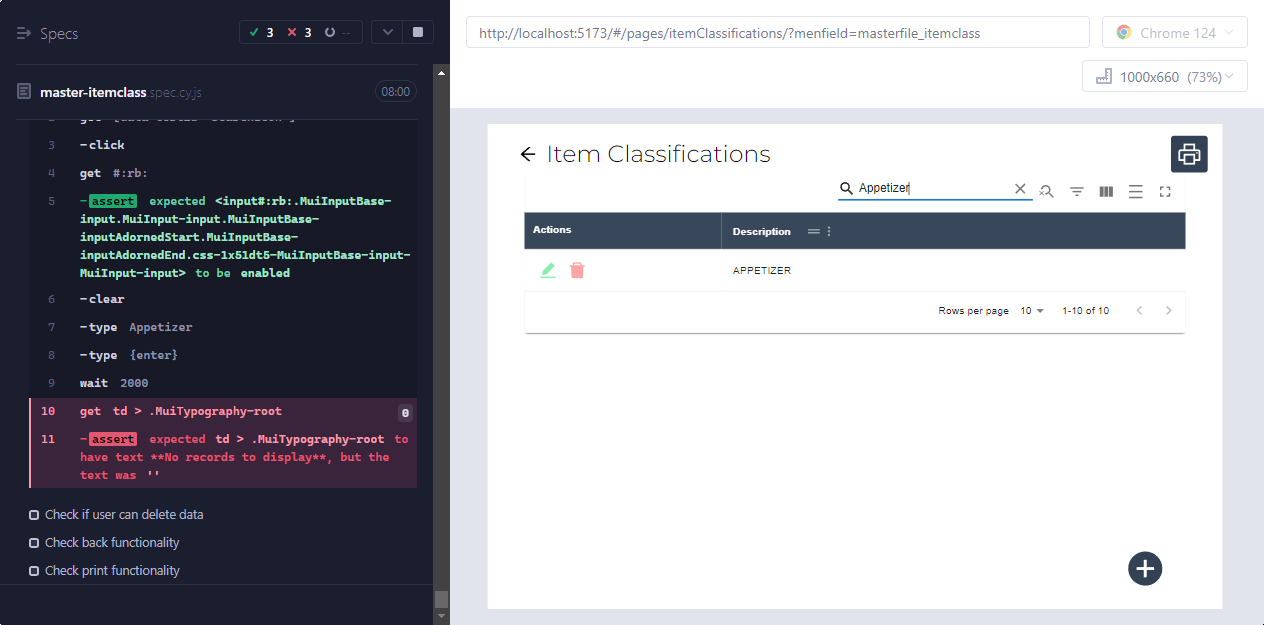 Specs
3
3
--
master-itemclass.spec.cy.js
08:00
3 -click
4 get #:rb:
5 -assert expected <input#:rb:.MuiInputBase-
input.MuiInput-input.MuiInputBase-
inputAdornedStart.MuiInputBase-
inputAdornedEnd.css-1x51dt5-MuiInputBase-input-
MuiInput-input> to be enabled
6 -clear
7 -type Appetizer
8 -type {enter}
9 wait 2000
10 get td > .MuiTypography-root 0
11 -assert expected td > .MuiTypography-root to
have text **No records to display**, but the
text was ''
Check if user can delete data
Check back functionality
Check print functionality
http://localhost:5173/#/pages/itemClassifications/?menfield=masterfile_itemclass
Chrome 124
1000x660 (73%)
Item Classifications
Appetizer
Actions
Description
APPETIZER
Rows per page 10 1-10 of 10